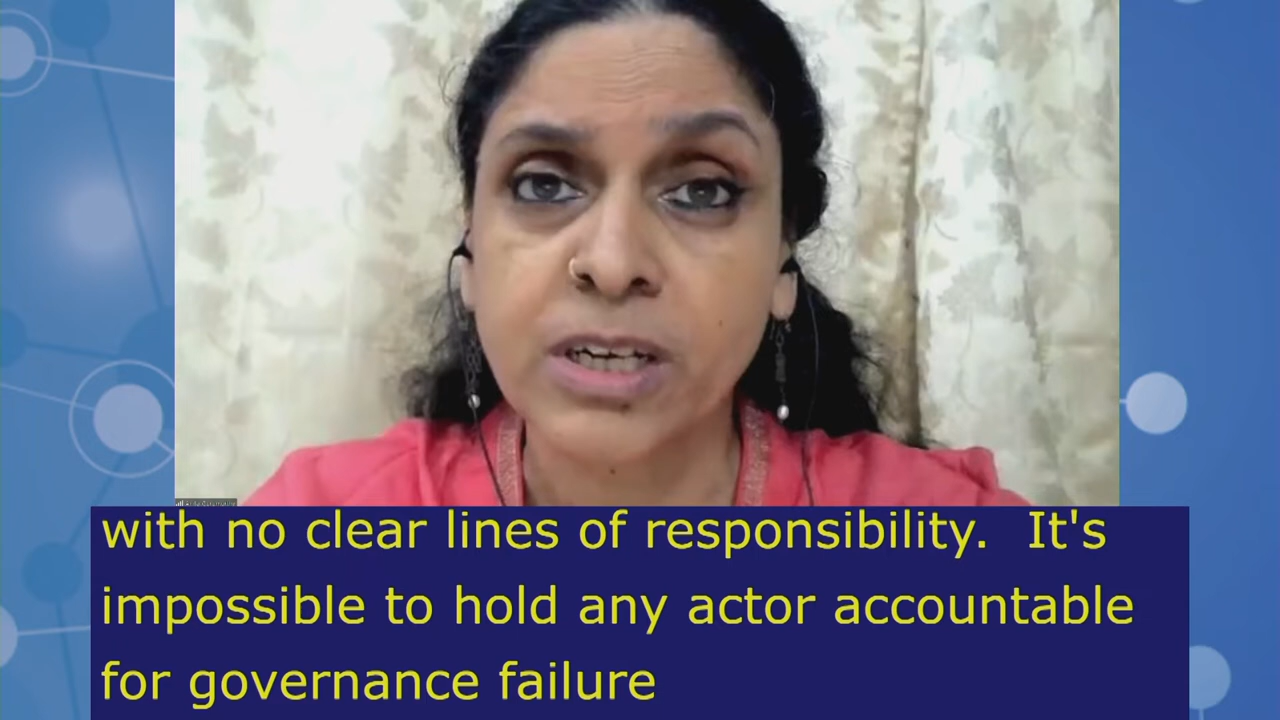 with no clear lines of responsibility.  It's
impossible to hold any actor accountable
for governance failure